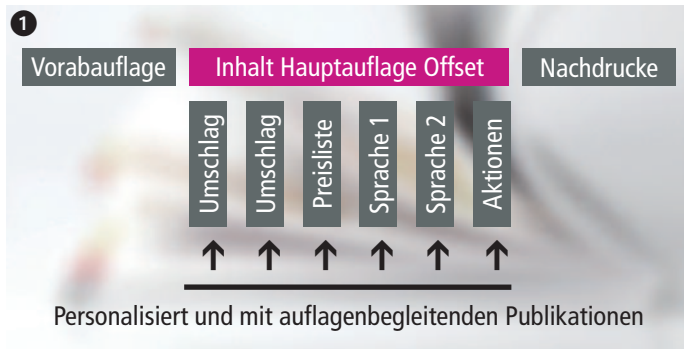 1
Vorabauflage
Inhalt Hauptauflage Offset
Nachdrucke
Umschlag
Umschlag
Preisliste
Sprache 1
Sprache 2
Aktionen
Personalisiert und mit auflagenbegleitenden Publikationen